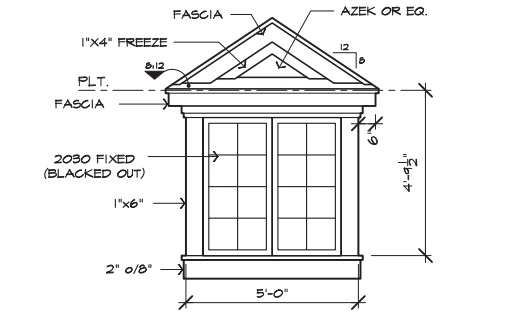 FASCIA
AZEK OR EQ.
1"X4" FREEZE
12
8
8:12
PLT.
FASCIA
6"
2030 FIXED
(BLACKED OUT)
4'-9 1/2"
1"x6"
2" o/8"
5'-0"